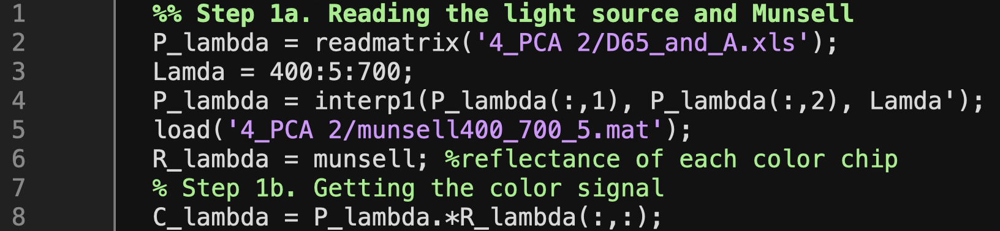 1 %% Step 1a. Reading the light source and Munsell
2 P_lambda = readmatrix('4_PCA 2/D65_and_A.xls');
3 Lamda = 400:5:700;
4 P_lambda = interp1(P_lambda(:,1), P_lambda(:,2), Lamda');
5 load('4_PCA 2/munsell400_700_5.mat');
6 R_lambda = munsell; %reflectance of each color chip
7 % Step 1b. Getting the color signal
8 C_lambda = P_lambda.*R_lambda(:,:);